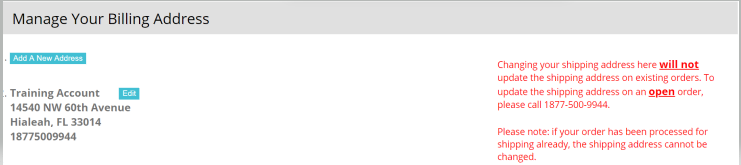 Manage Your Billing Address
Add A New Address
Training Account Edit
14540 NW 60th Avenue
Hialeah, FL 33014
18775009944
Changing your shipping address here will not
update the shipping address on existing orders. To
update the shipping address on an open order,
please call 1877-500-9944.
Please note: if your order has been processed for
shipping already, the shipping address cannot be
changed.